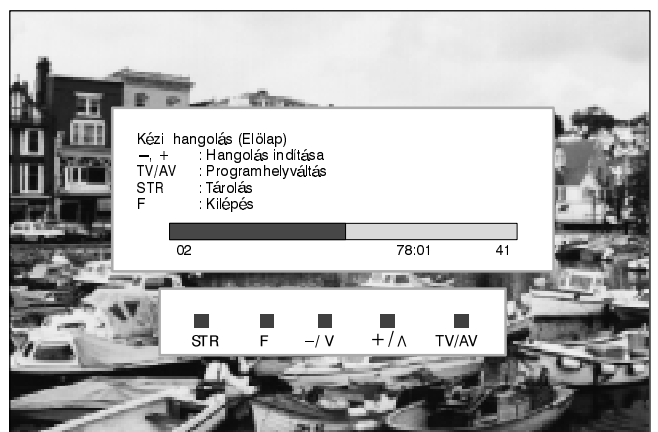 Kézi hangolás (Elölap)
–, + : Hangolás indítása
TV/AV : Programhelyváltás
STR : Tárolás
F : Kilépés
02 78:01 41
STR F –/ V +/Λ TV/AV